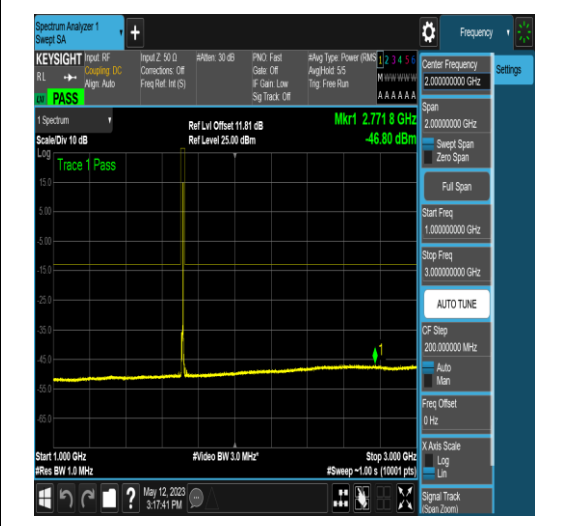 Spectrum Analyzer 1
Swept SA
Frequency
KEYSIGHT
Input: RF
Coupling: DC
Align: Auto
RL
PASS
Input Z: 50 Ω
Corrections: Off
Freq Ref: Int (S)
#Atten: 30 dB
PNO: Fast
Gate: Off
IF Gain: Low
Sig Track: Off
#Avg Type: Power (RMS
Avg|Hold: 5/5
Trig: Free Run
1 2 3 4 5 6
M W W W W W
A A A A A A
Center Frequency
2.000000000 GHz
Settings
Span
2.00000000 GHz
Swept Span
Zero Span
Full Span
Start Freq
1.000000000 GHz
Stop Freq
3.000000000 GHz
AUTO TUNE
CF Step
200.000000 MHz
Auto
Man
Freq Offset
0 Hz
X Axis Scale
Log
Lin
Signal Track
(Span Zoom)
1 Spectrum
Scale/Div 10 dB
Ref Lvl Offset 11.81 dB
Ref Level 25.00 dBm
Mkr1 2.771 8 GHz
-46.80 dBm
Log
Trace 1 Pass
15.0
5.00
-5.00
-15.0
-25.0
-35.0
-45.0
-55.0
-65.0
1
Start 1.000 GHz
#Res BW 1.0 MHz
#Video BW 3.0 MHz*
Stop 3.000 GHz
#Sweep ~1.00 s (10001 pts)
May 12, 2023
3:17:41 PM